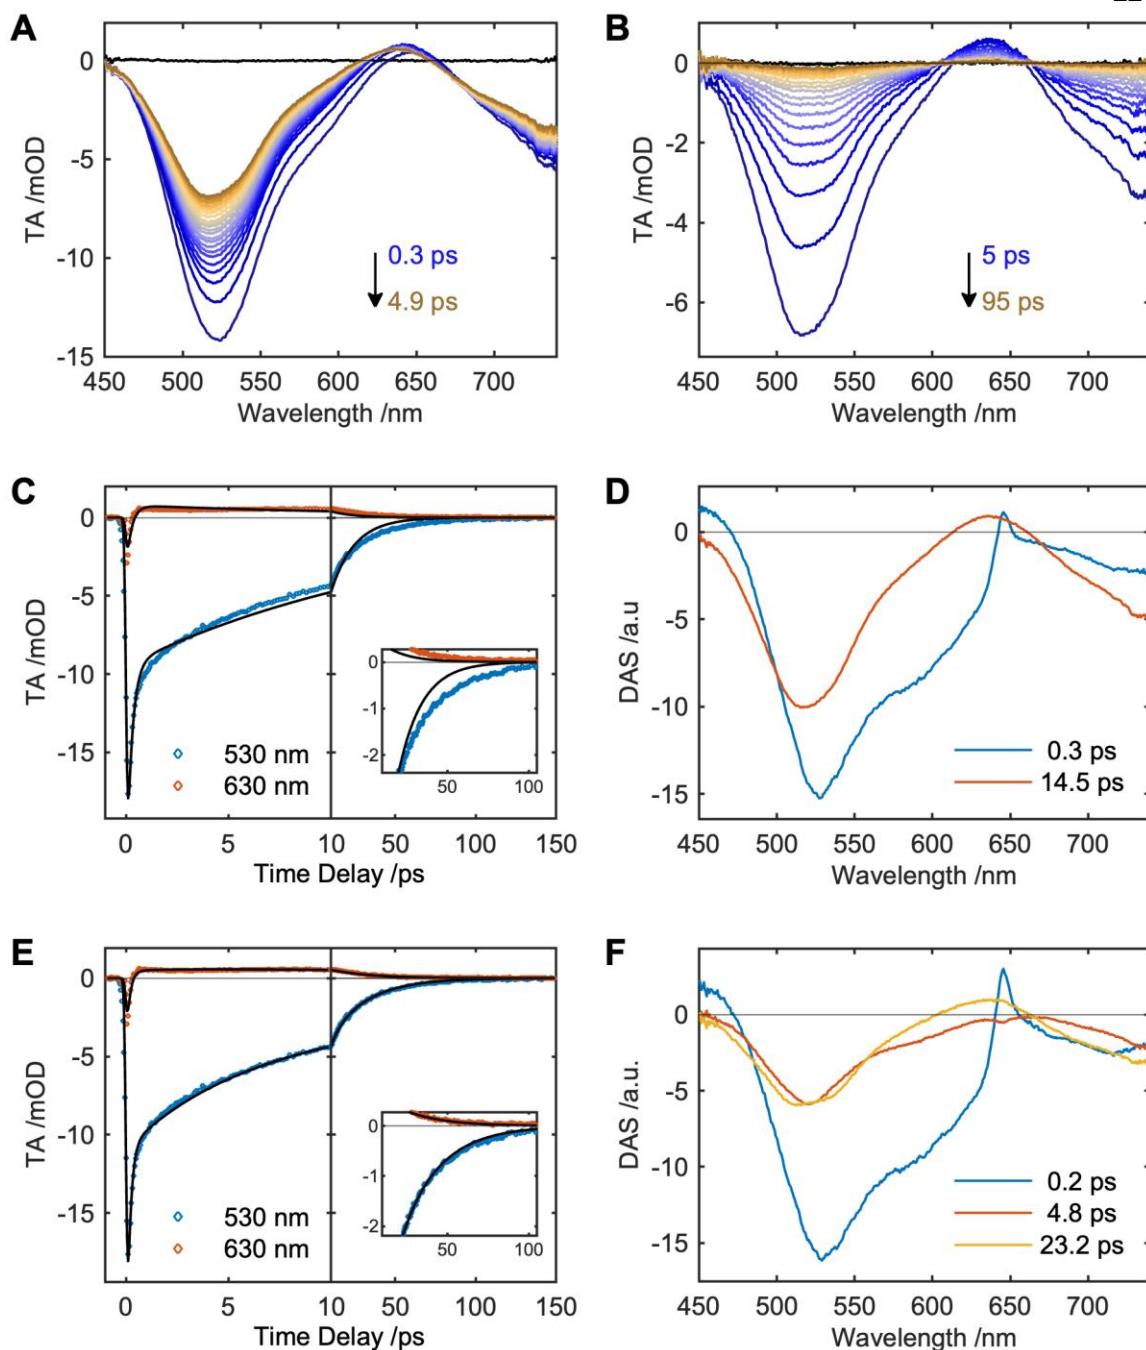 A
B
0
-5
-10
-15
TA /mOD
0.3 ps
4.9 ps
450 500 550 600 650 700
Wavelength /nm
0
-2
-4
-6
TA /mOD
5 ps
95 ps
450 500 550 600 650 700
Wavelength /nm
C
D
0
-5
-10
-15
TA /mOD
530 nm
630 nm
0
-1
-2
50 100
0 5 10 50 100 150
Time Delay /ps
0
-5
-10
-15
DAS /a.u
0.3 ps
14.5 ps
450 500 550 600 650 700
Wavelength /nm
E
F
0
-5
-10
-15
TA /mOD
530 nm
630 nm
0
-1
-2
50 100
0 5 10 50 100 150
Time Delay /ps
0
-5
-10
-15
DAS /a.u.
0.2 ps
4.8 ps
23.2 ps
450 500 550 600 650 700
Wavelength /nm